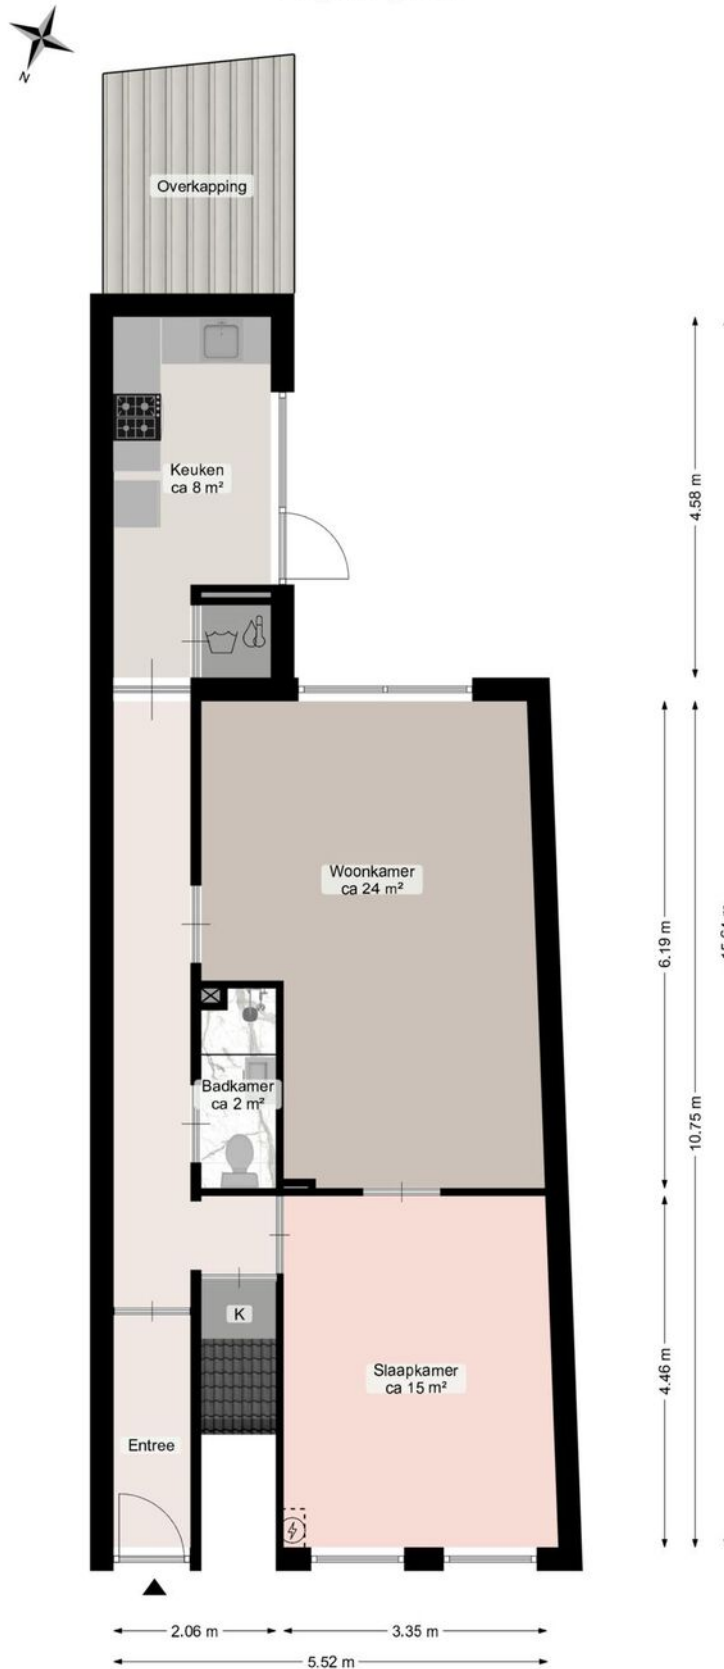 N
Overkapping
Keuken
ca 8 m²
4.58 m
Woonkamer
ca 24 m²
6.19 m
Badkamer
ca 2 m²
10.75 m
K
Slaapkamer
ca 15 m²
4.46 m
Entree
2.06 m
3.35 m
5.52 m